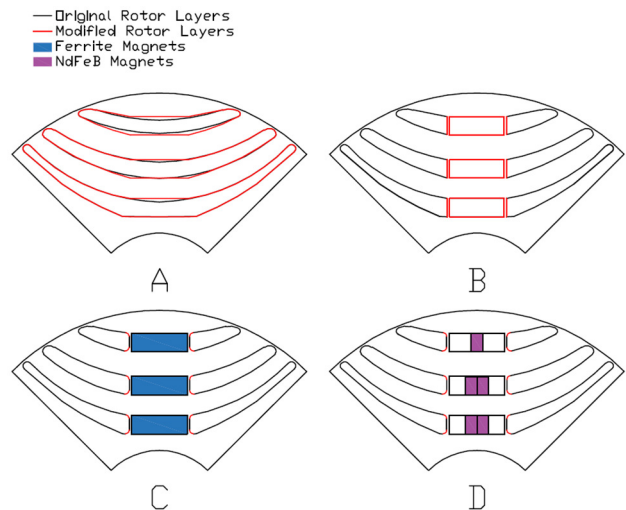 Original Rotor Layers
Modified Rotor Layers
Ferrite Magnets
NdFeB Magnets
A
B
C
D